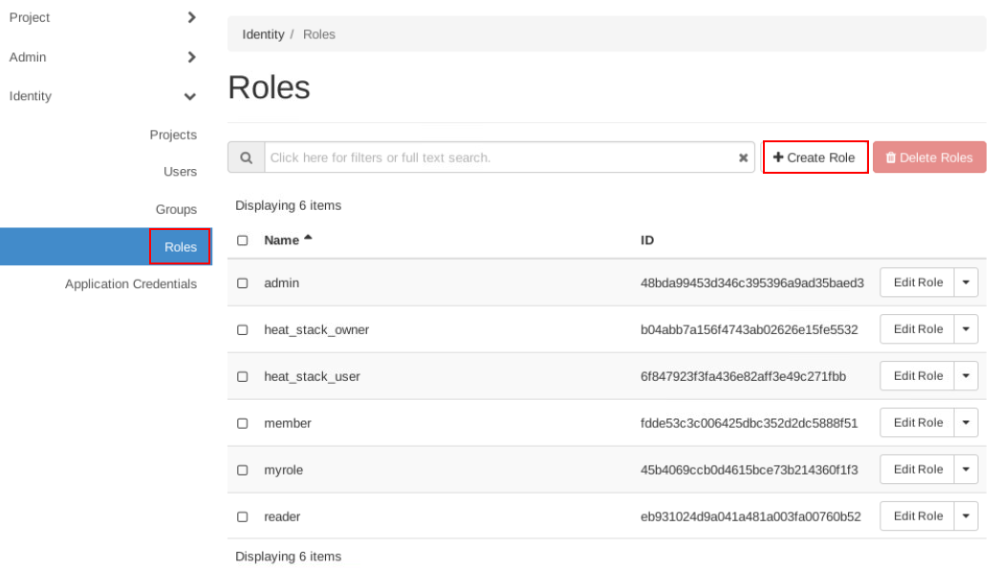 Project
Admin
Identity
Projects
Users
Groups
Roles
Application Credentials
Identity / Roles
Roles
Click here for filters or full text search.
Create Role
Delete Roles
Displaying 6 items
Name ID
admin 48bda99453d346c395396a9ad35baed3 Edit Role
heat_stack_owner b04abb7a156f4743ab02626e15fe5532 Edit Role
heat_stack_user 6f847923f3fa436e82aff3e49c271fbb Edit Role
member fdde53c3c006425dbc352d2dc5888f51 Edit Role
myrole 45b4069ccb0d4615bce73b214360f1f3 Edit Role
reader eb931024d9a041a481a003fa00760b52 Edit Role
Displaying 6 items